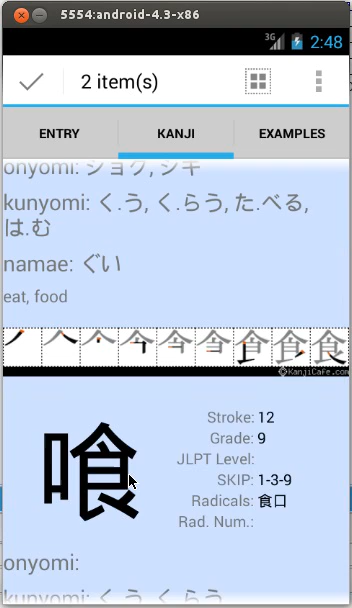 5554:android-4.3-x86
3G 2:48
2 item(s)
ENTRY KANJI EXAMPLES
onyomi: ショク, ジキ
kunyomi: く.う, く.らう, た.べる,
は.む
namae: ぐい
eat, food
©KanjiCafe.com
喰
Stroke: 12
Grade: 9
JLPT Level:
SKIP: 1-3-9
Radicals: 食口
Rad. Num.:
onyomi:
kunyomi: く.う, く.らう